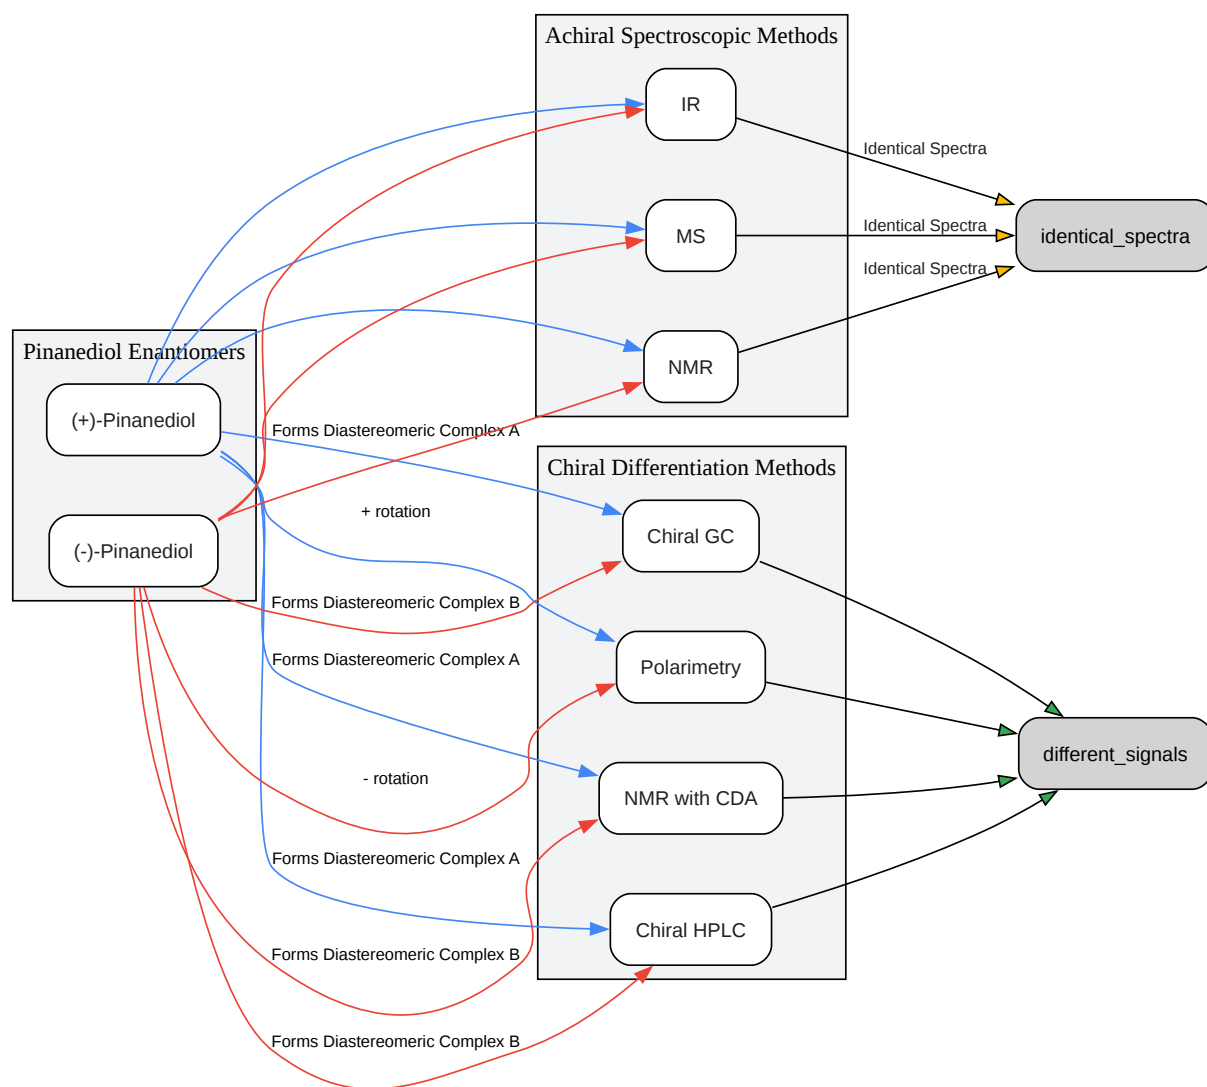 Achiral Spectroscopic Methods
IR
Identical Spectra
MS
Identical Spectra
identical_spectra
Identical Spectra
NMR
Pinanediol Enantiomers
(+)-Pinanediol
(-)-Pinanediol
Forms Diastereomeric Complex A
+ rotation
Forms Diastereomeric Complex B
Forms Diastereomeric Complex A
- rotation
Forms Diastereomeric Complex A
Forms Diastereomeric Complex B
Forms Diastereomeric Complex B
Chiral Differentiation Methods
Chiral GC
Polarimetry
NMR with CDA
Chiral HPLC
different_signals